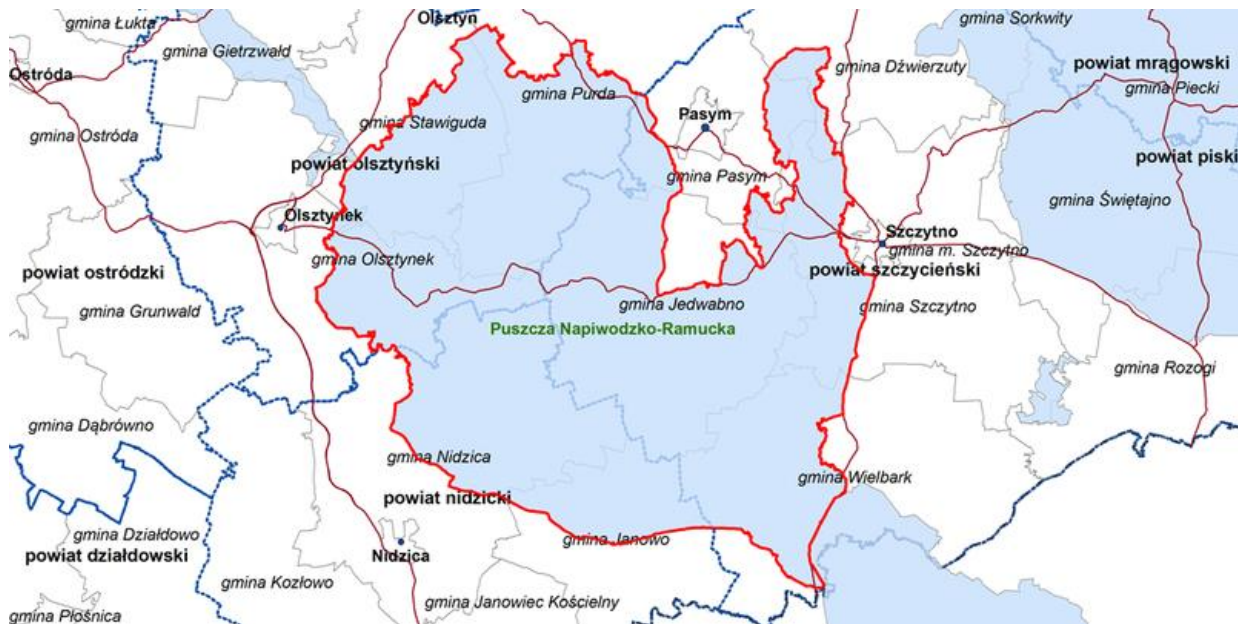 gmina Łukta
Olsztyn
gmina Sorkwity
gmina Gietrzwałd
gmina Dźwierzuty
powiat mrągowski
Ostróda
gmina Purda
gmina Piecki
Pasym
gmina Stawiguda
gmina Ostróda
powiat olsztyński
powiat piski
gmina Pasym
gmina Świętajno
Olsztynek
Szczytno
gmina m. Szczytno
gmina Olsztynek
powiat ostródzki
powiat szczycieński
gmina Grunwald
gmina Jedwabno
gmina Szczytno
Puszcza Napiwodzko-Ramucka
gmina Rozogi
gmina Dąbrówno
gmina Nidzica
gmina Wielbark
powiat nidzicki
gmina Działdowo
gmina Janowo
powiat działdowski
Nidzica
gmina Kozłowo
gmina Janowiec Kościelny
gmina Płośnica